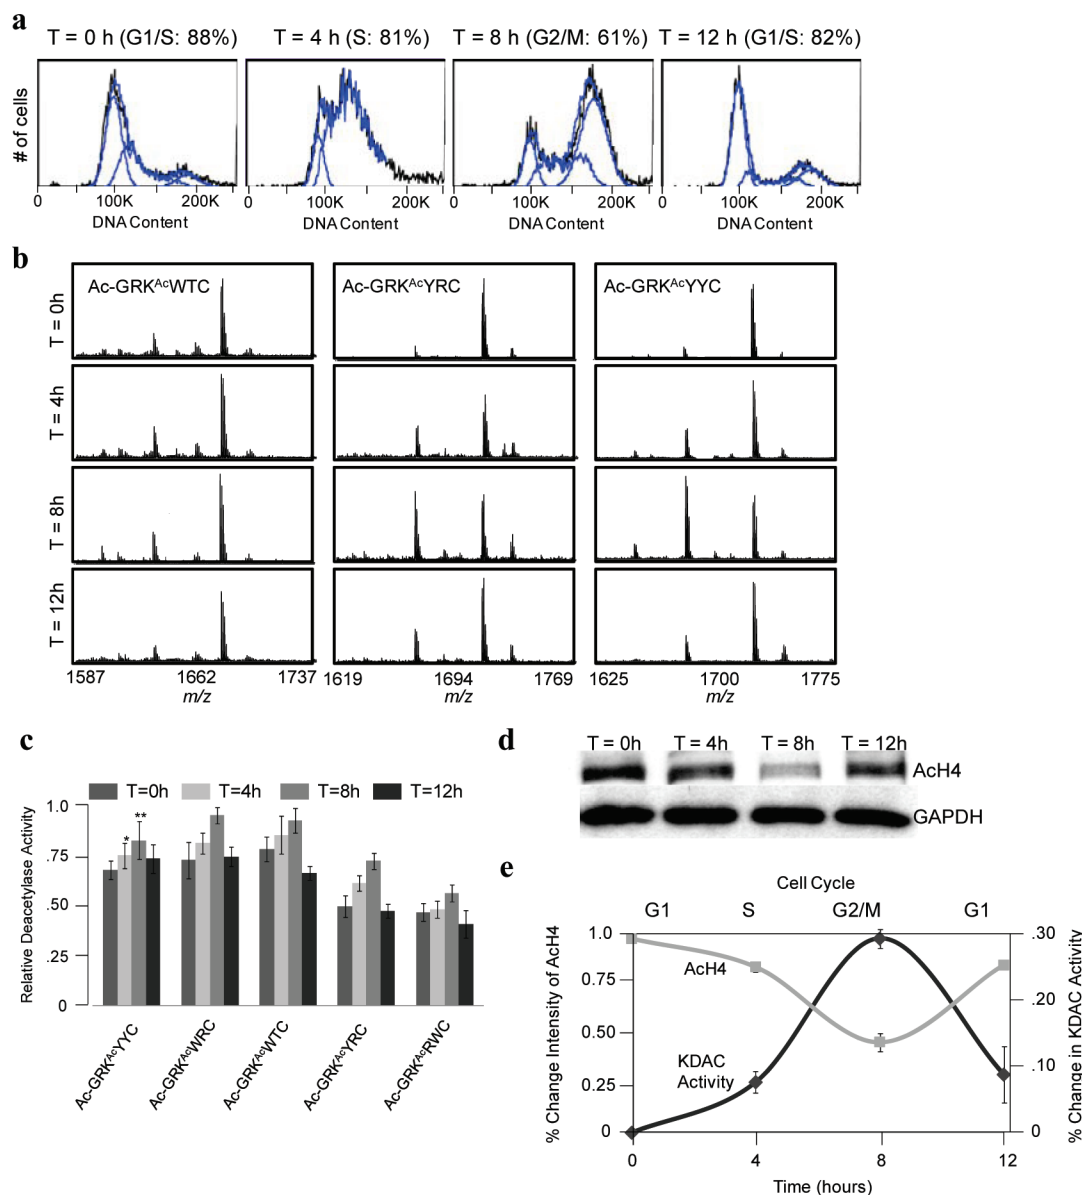 a
T = 0 h (G1/S: 88%) T = 4 h (S: 81%) T = 8 h (G2/M: 61%) T = 12 h (G1/S: 82%)
# of cells
0 100K 200K 0 100K 200K 0 100K 200K 0 100K 200K
DNA Content DNA Content DNA Content DNA Content
b
Ac-GRKAcWTC Ac-GRKAcYRC Ac-GRKAcYYC
T = 0h
T = 4h
T = 8h
T = 12h
1587 1662 1737 1619 1694 1769 1625 1700 1775
m/z m/z m/z
c
T=0h T=4h T=8h T=12h
Relative Deacetylase Activity
1.0
.75
.50
.25
0
* **
Ac-GRKAcYYC
Ac-GRKAcWRC
Ac-GRKAcWTC
Ac-GRKAcYRC
Ac-GRKAcRWC
d
T = 0h T = 4h T = 8h T = 12h
AcH4
GAPDH
e
Cell Cycle
G1 S G2/M G1
% Change Intensity of AcH4
1.0
0.75
0.50
0.25
0
AcH4
KDAC
Activity
.30
.20
.10
0
% Change in KDAC Activity
0 4 8 12
Time (hours)